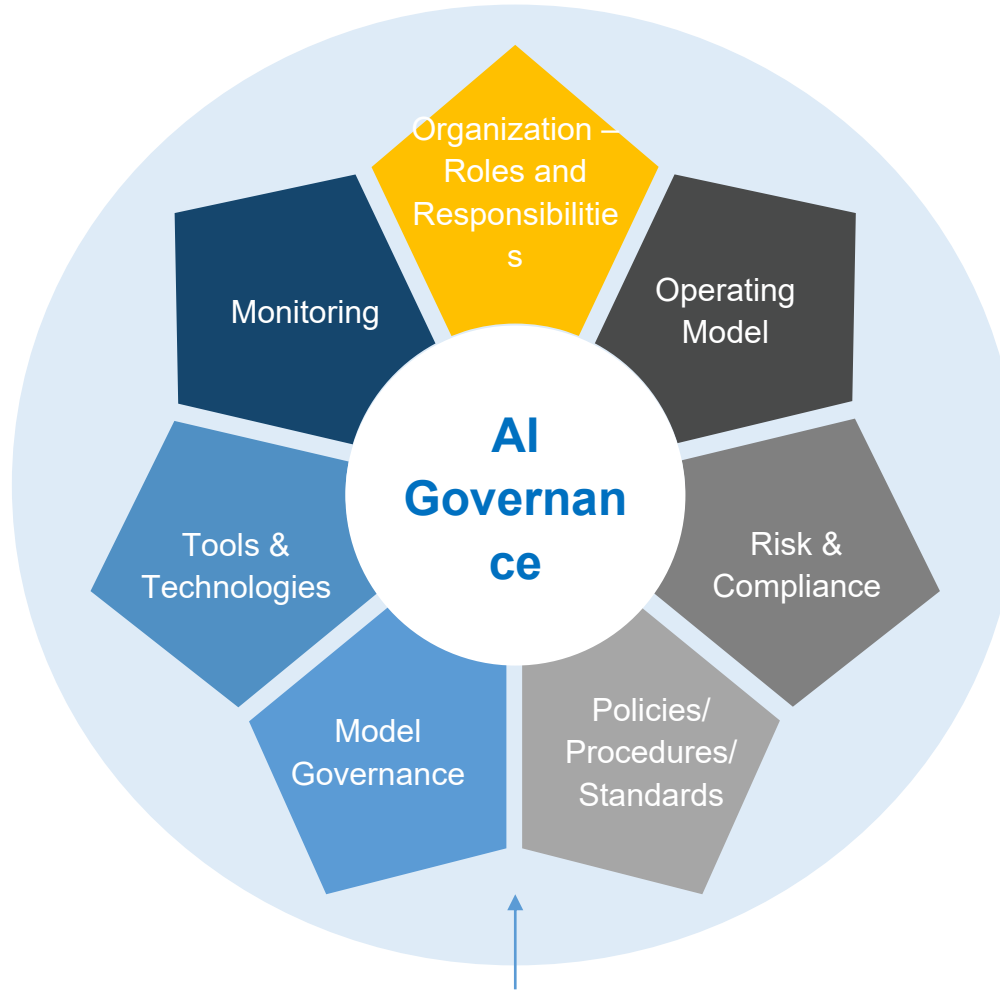 Organization –
Roles and
Responsibilitie
s
Operating
Model
Monitoring
AI
Governan
ce
Risk &
Compliance
Tools &
Technologies
Policies/
Procedures/
Standards
Model
Governance